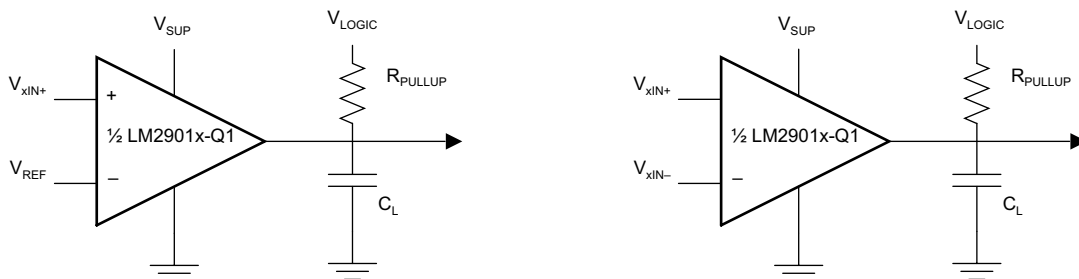 V_SUP
V_LOGIC
V_xIN+
+
R_PULLUP
½ LM2901x-Q1
V_REF
−
C_L
V_SUP
V_LOGIC
V_xIN+
R_PULLUP
½ LM2901x-Q1
V_xIN−
−
C_L